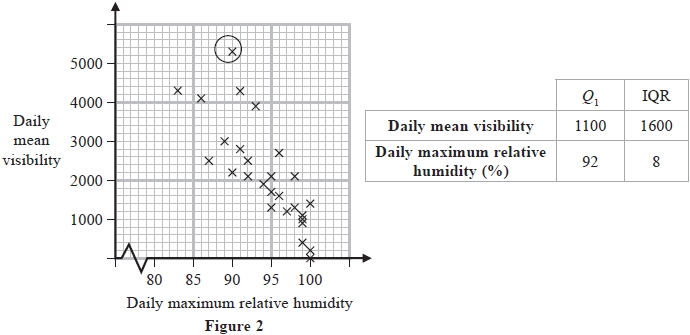 5000
4000
Daily
mean
visibility
3000
2000
1000
80 85 90 95 100
Daily maximum relative humidity
Figure 2
Q1 IQR
Daily mean visibility 1100 1600
Daily maximum relative
humidity (%) 92 8